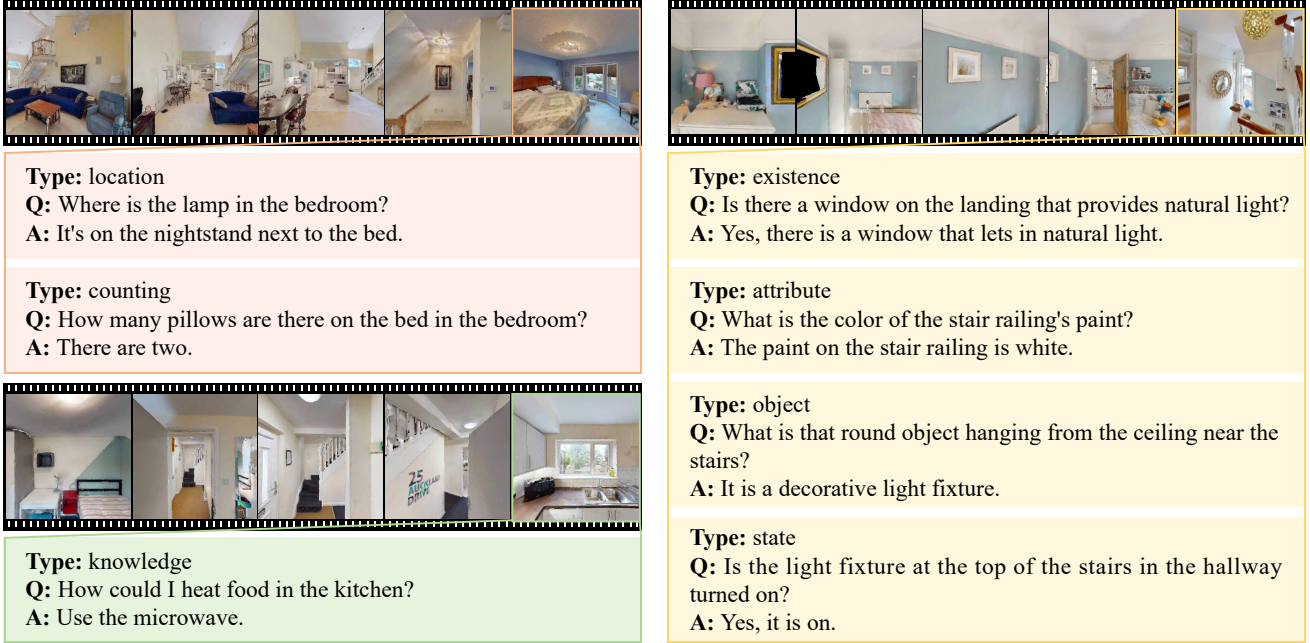 Type: location
Q: Where is the lamp in the bedroom?
A: It's on the nightstand next to the bed.
Type: counting
Q: How many pillows are there on the bed in the bedroom?
A: There are two.
25
AUCKLAND
DRIVE
Type: knowledge
Q: How could I heat food in the kitchen?
A: Use the microwave.
Type: existence
Q: Is there a window on the landing that provides natural light?
A: Yes, there is a window that lets in natural light.
Type: attribute
Q: What is the color of the stair railing's paint?
A: The paint on the stair railing is white.
Type: object
Q: What is that round object hanging from the ceiling near the
stairs?
A: It is a decorative light fixture.
Type: state
Q: Is the light fixture at the top of the stairs in the hallway
turned on?
A: Yes, it is on.